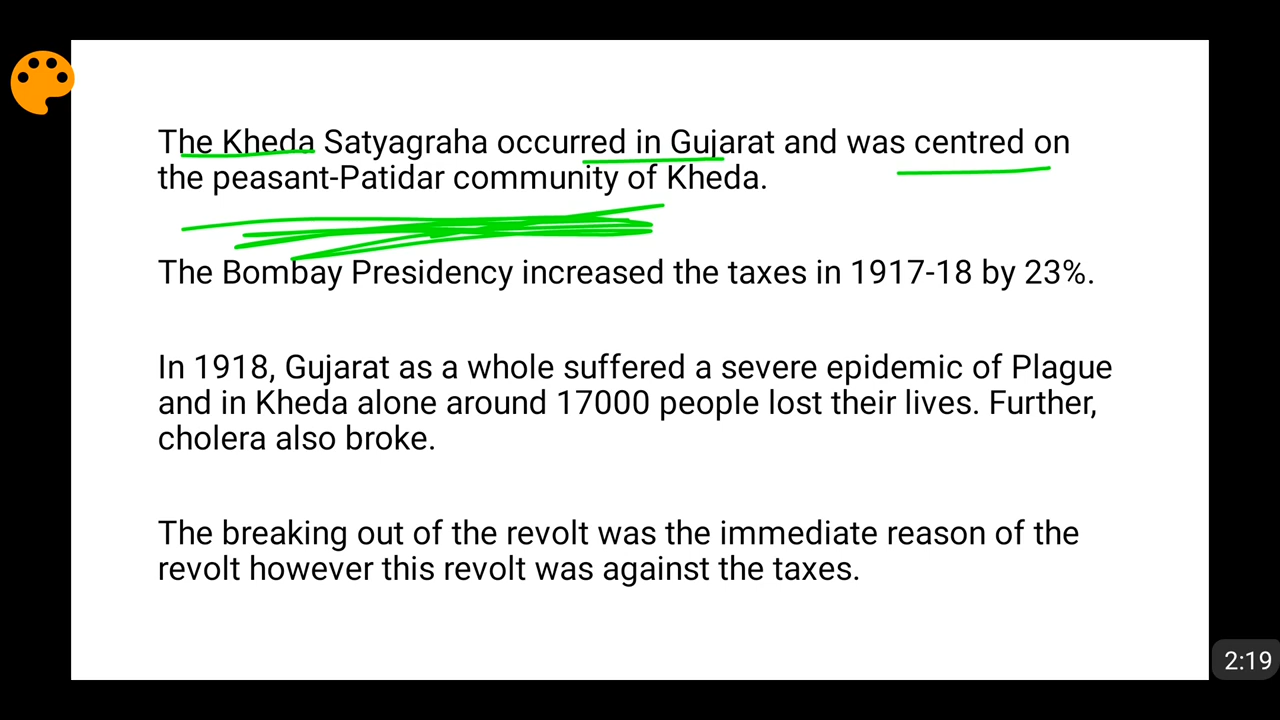 The Kheda Satyagraha occurred in Gujarat and was centred on
the peasant-Patidar community of Kheda.
The Bombay Presidency increased the taxes in 1917-18 by 23%.
In 1918, Gujarat as a whole suffered a severe epidemic of Plague
and in Kheda alone around 17000 people lost their lives. Further,
cholera also broke.
The breaking out of the revolt was the immediate reason of the
revolt however this revolt was against the taxes.
2:19